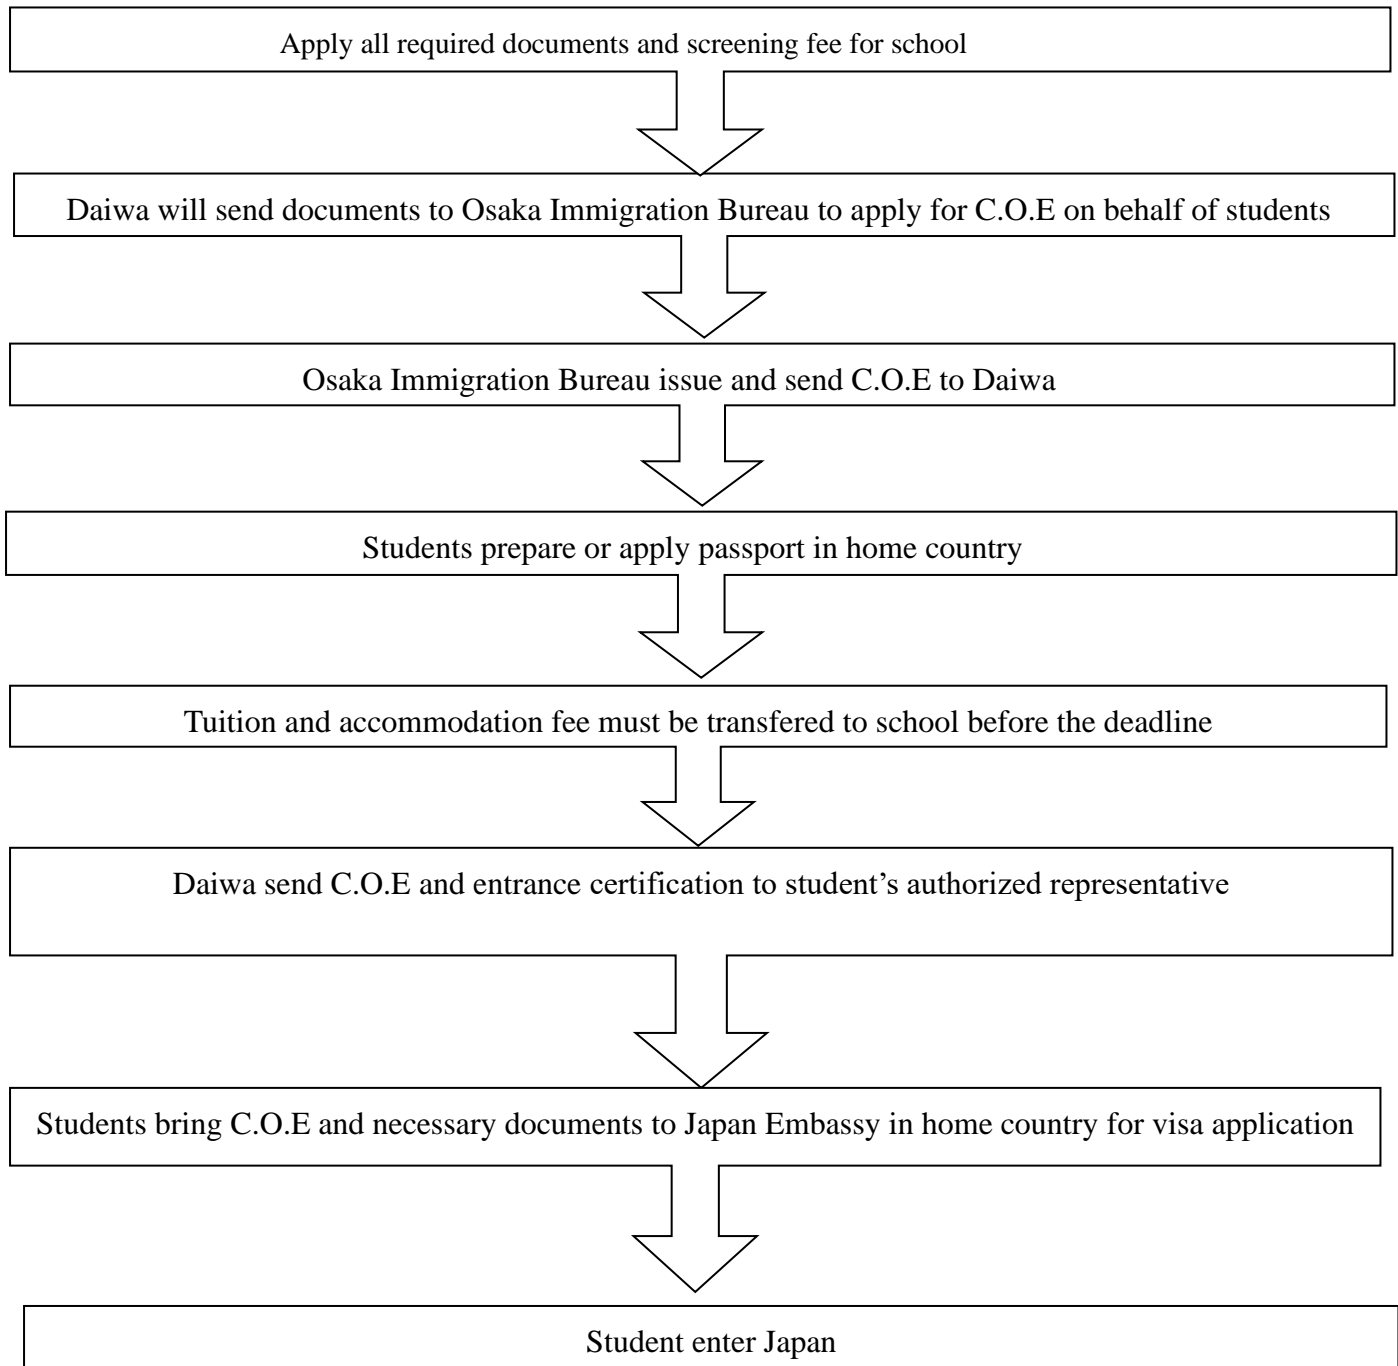 Apply all required documents and screening fee for school
Daiwa will send documents to Osaka Immigration Bureau to apply for C.O.E on behalf of students
Osaka Immigration Bureau issue and send C.O.E to Daiwa
Students prepare or apply passport in home country
Tuition and accommodation fee must be transfered to school before the deadline
Daiwa send C.O.E and entrance certification to student’s authorized representative
Students bring C.O.E and necessary documents to Japan Embassy in home country for visa application
Student enter Japan